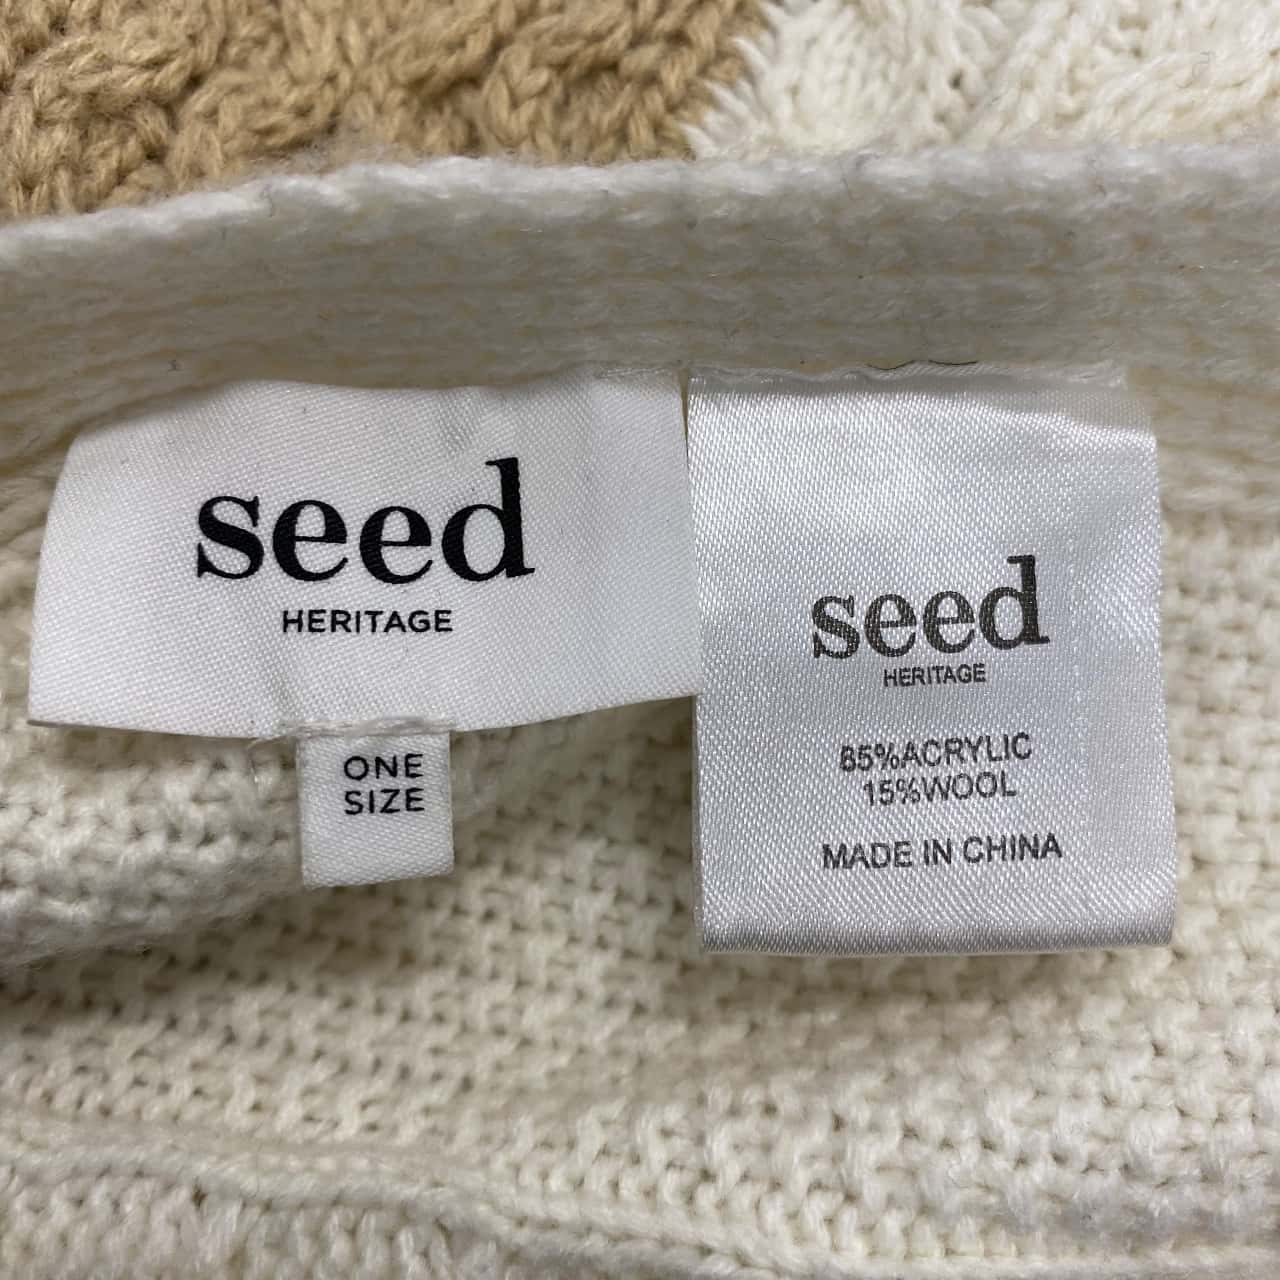 seed
HERITAGE
ONE
SIZE
seed
HERITAGE
85%ACRYLIC
15%WOOL
MADE IN CHINA